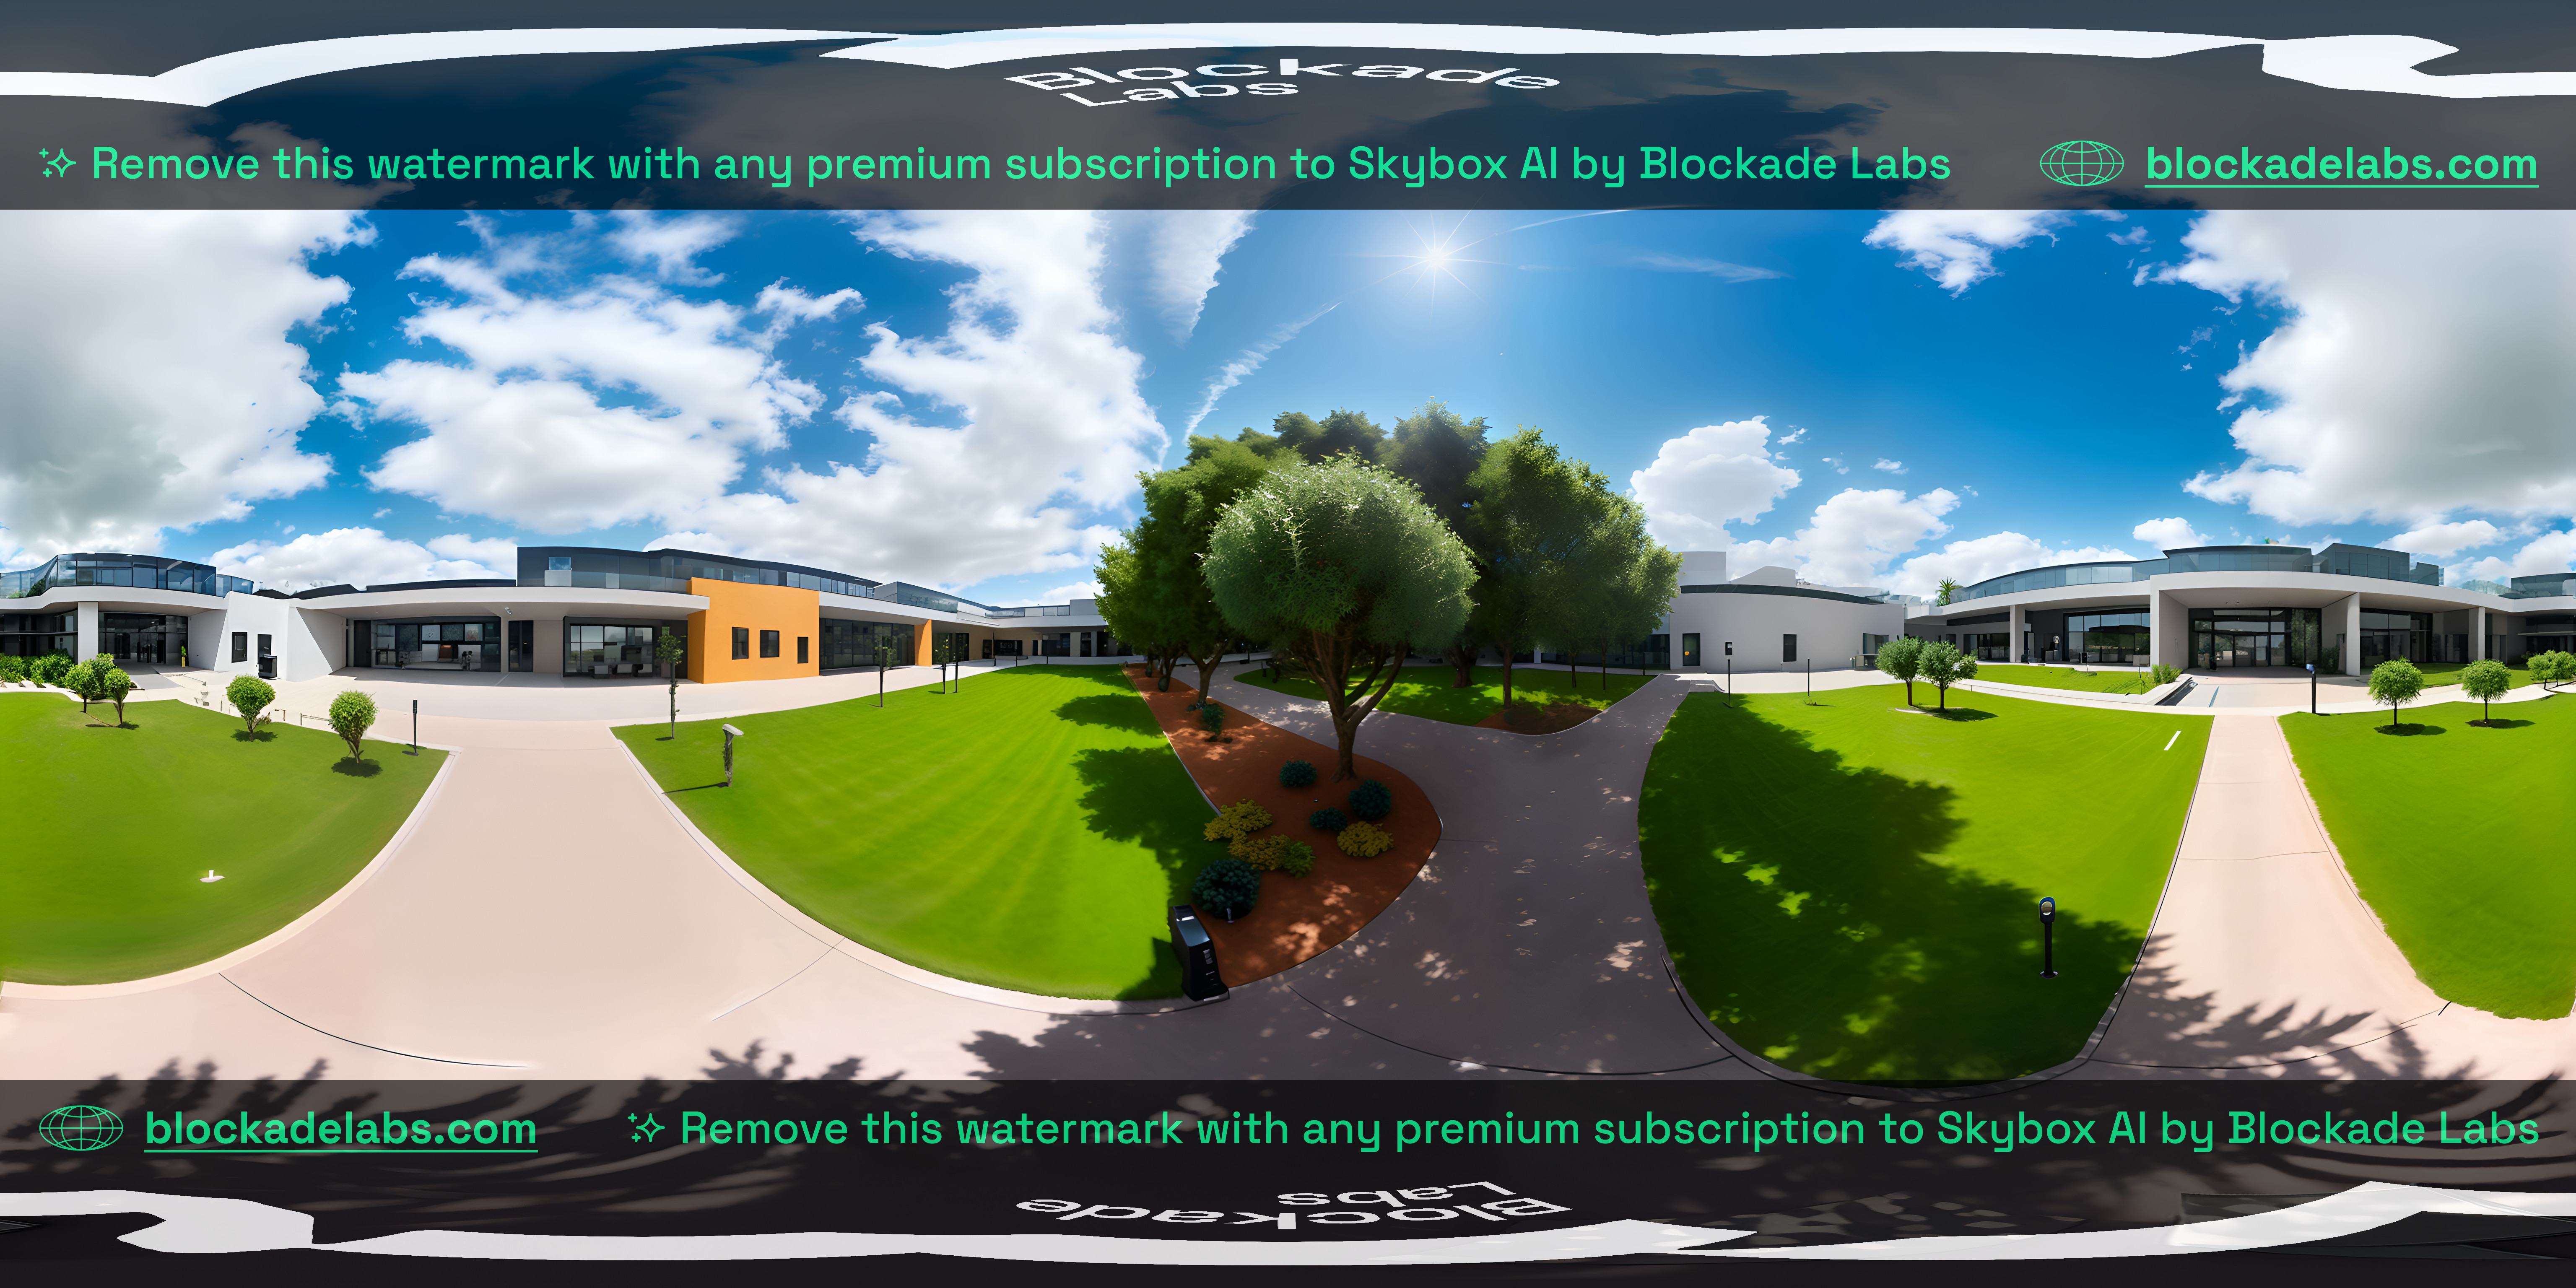 Blockade
Labs
Remove this watermark with any premium subscription to Skybox AI by Blockade Labs
blockadelabs.com
blockadelabs.com
Remove this watermark with any premium subscription to Skybox AI by Blockade Labs
Labs
Blockade